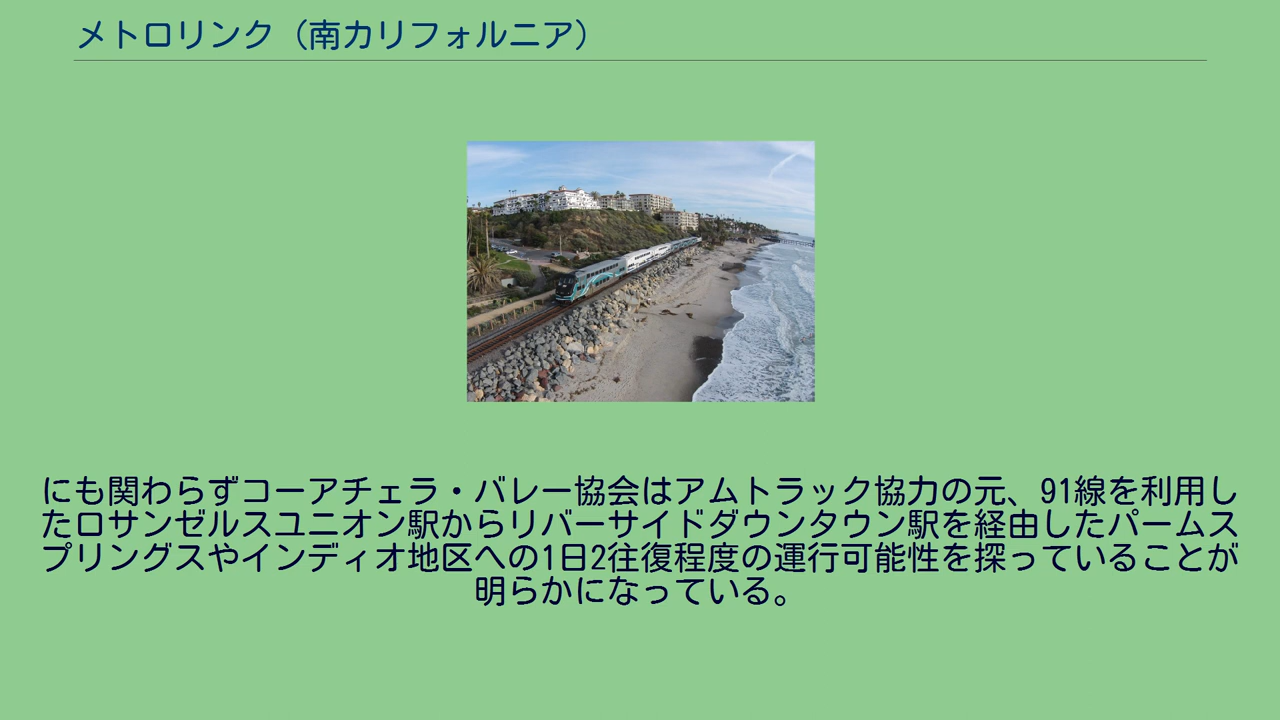 メトロリンク（南カリフォルニア）
にも関わらずコーアチェラ・バレー協会はアムトラック協力の元、91線を利用し
たロサンゼルスユニオン駅からリバーサイドダウンタウン駅を経由したパームス
プリングスやインディオ地区への1日2往復程度の運行可能性を探っていることが
明らかになっている。